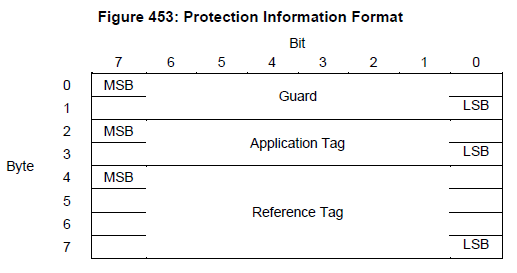 Figure 453: Protection Information Format
Bit
7 6 5 4 3 2 1 0
0 MSB
Guard
1 LSB
2 MSB
Application Tag
3 LSB
Byte
4 MSB
5
Reference Tag
6
7 LSB